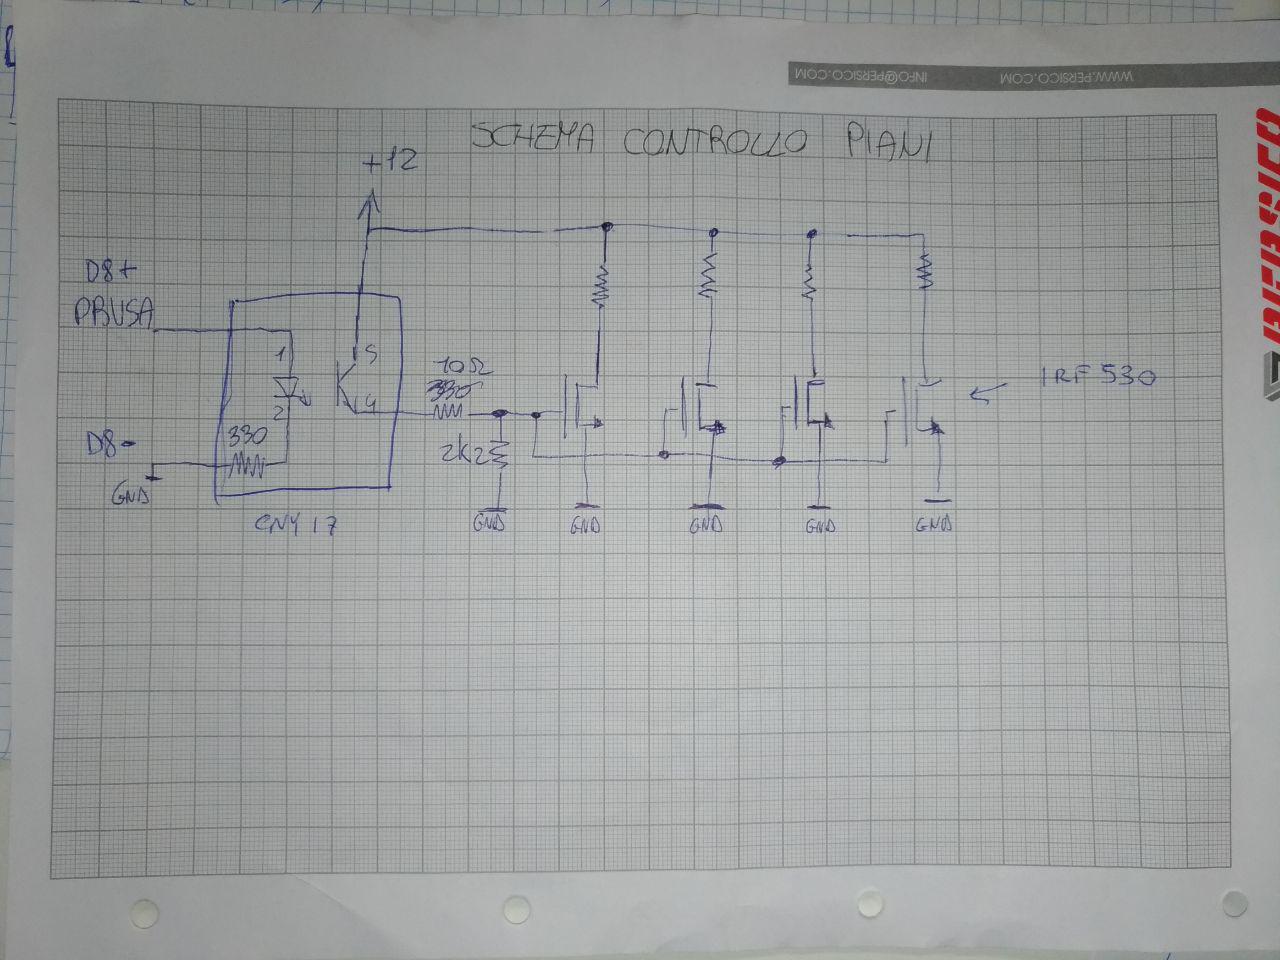 WWW.PERSICO.COM INFO@PERSICO.COM
SCHEMA CONTROLLO PIANI
+12
D8+
PRUSA
1
5
10Ω
330
IRF 530
2
4
D8-
330
2K2
GND
GND
GND
GND
GND
GND
CNY 17